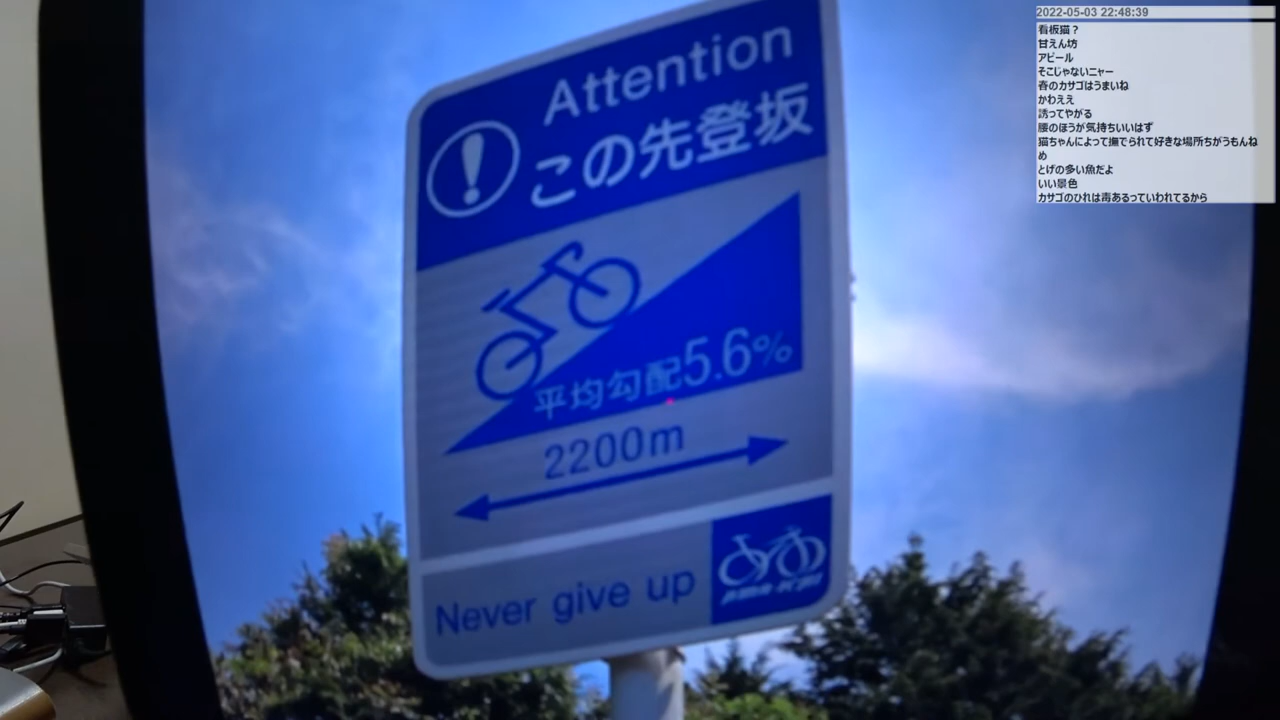 Attention
この先登坂
平均勾配5.6%
2200m
Never give up
2022-05-03 22:48:39
看板猫？
甘えん坊
アピール
そこじゃないニャー
春のカサゴはうまいね
かわええ
誘ってやがる
腰のほうが気持ちいいはず
猫ちゃんによって撫でられて好きな場所ちがうもんね
め
とげの多い魚だよ
いい景色
カサゴのひれは毒あるっていわれてるから